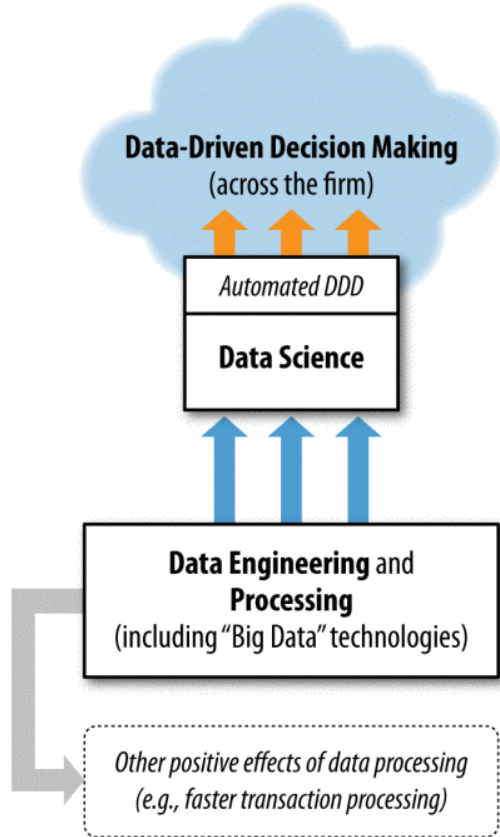 Data-Driven Decision Making
(across the firm)
Automated DDD
Data Science
Data Engineering and
Processing
(including “Big Data” technologies)
Other positive effects of data processing
(e.g., faster transaction processing)